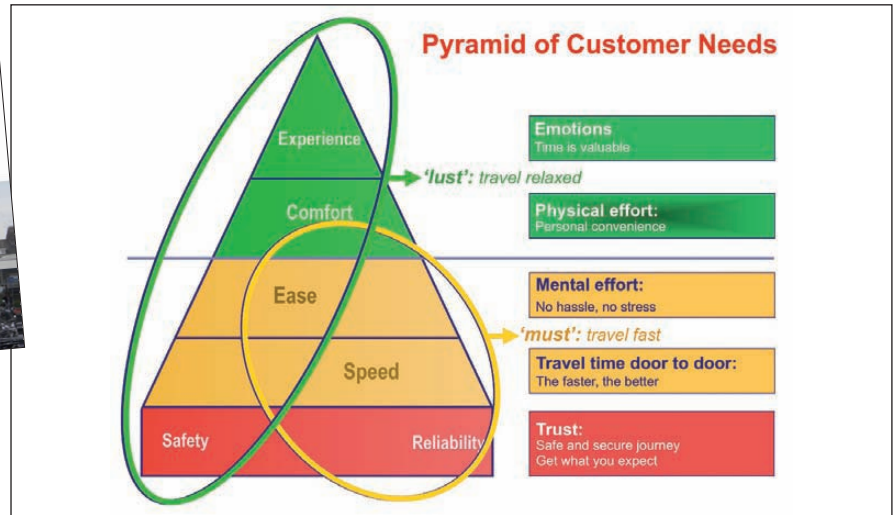 Pyramid of Customer Needs
Experience
Emotions
Time is valuable
'lust': travel relaxed
Comfort
Physical effort:
Personal convenience
Ease
Mental effort:
No hassle, no stress
'must': travel fast
Speed
Travel time door to door:
The faster, the better
Safety
Reliability
Trust:
Safe and secure journey
Get what you expect